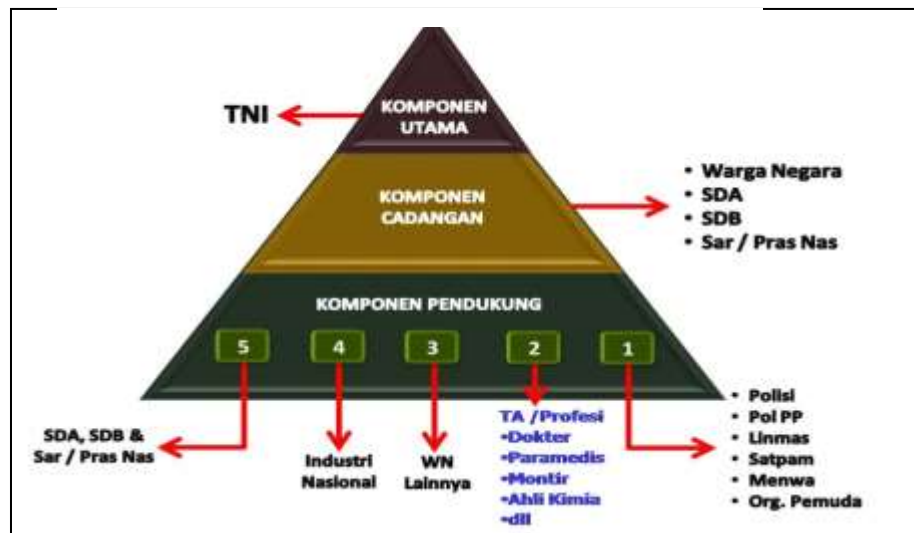 KOMPONEN
UTAMA
TNI
KOMPONEN
CADANGAN
• Warga Negara
• SDA
• SDB
• Sar / Pras Nas
KOMPONEN PENDUKUNG
5
4
3
2
1
SDA, SDB &
Sar / Pras Nas
Industri
Nasional
WN
Lainnya
TA /Profesi
•Dokter
•Paramedis
•Montir
•Ahli Kimia
•dll
• Polisi
• Pol PP
• Linmas
• Satpam
• Menwa
• Org. Pemuda